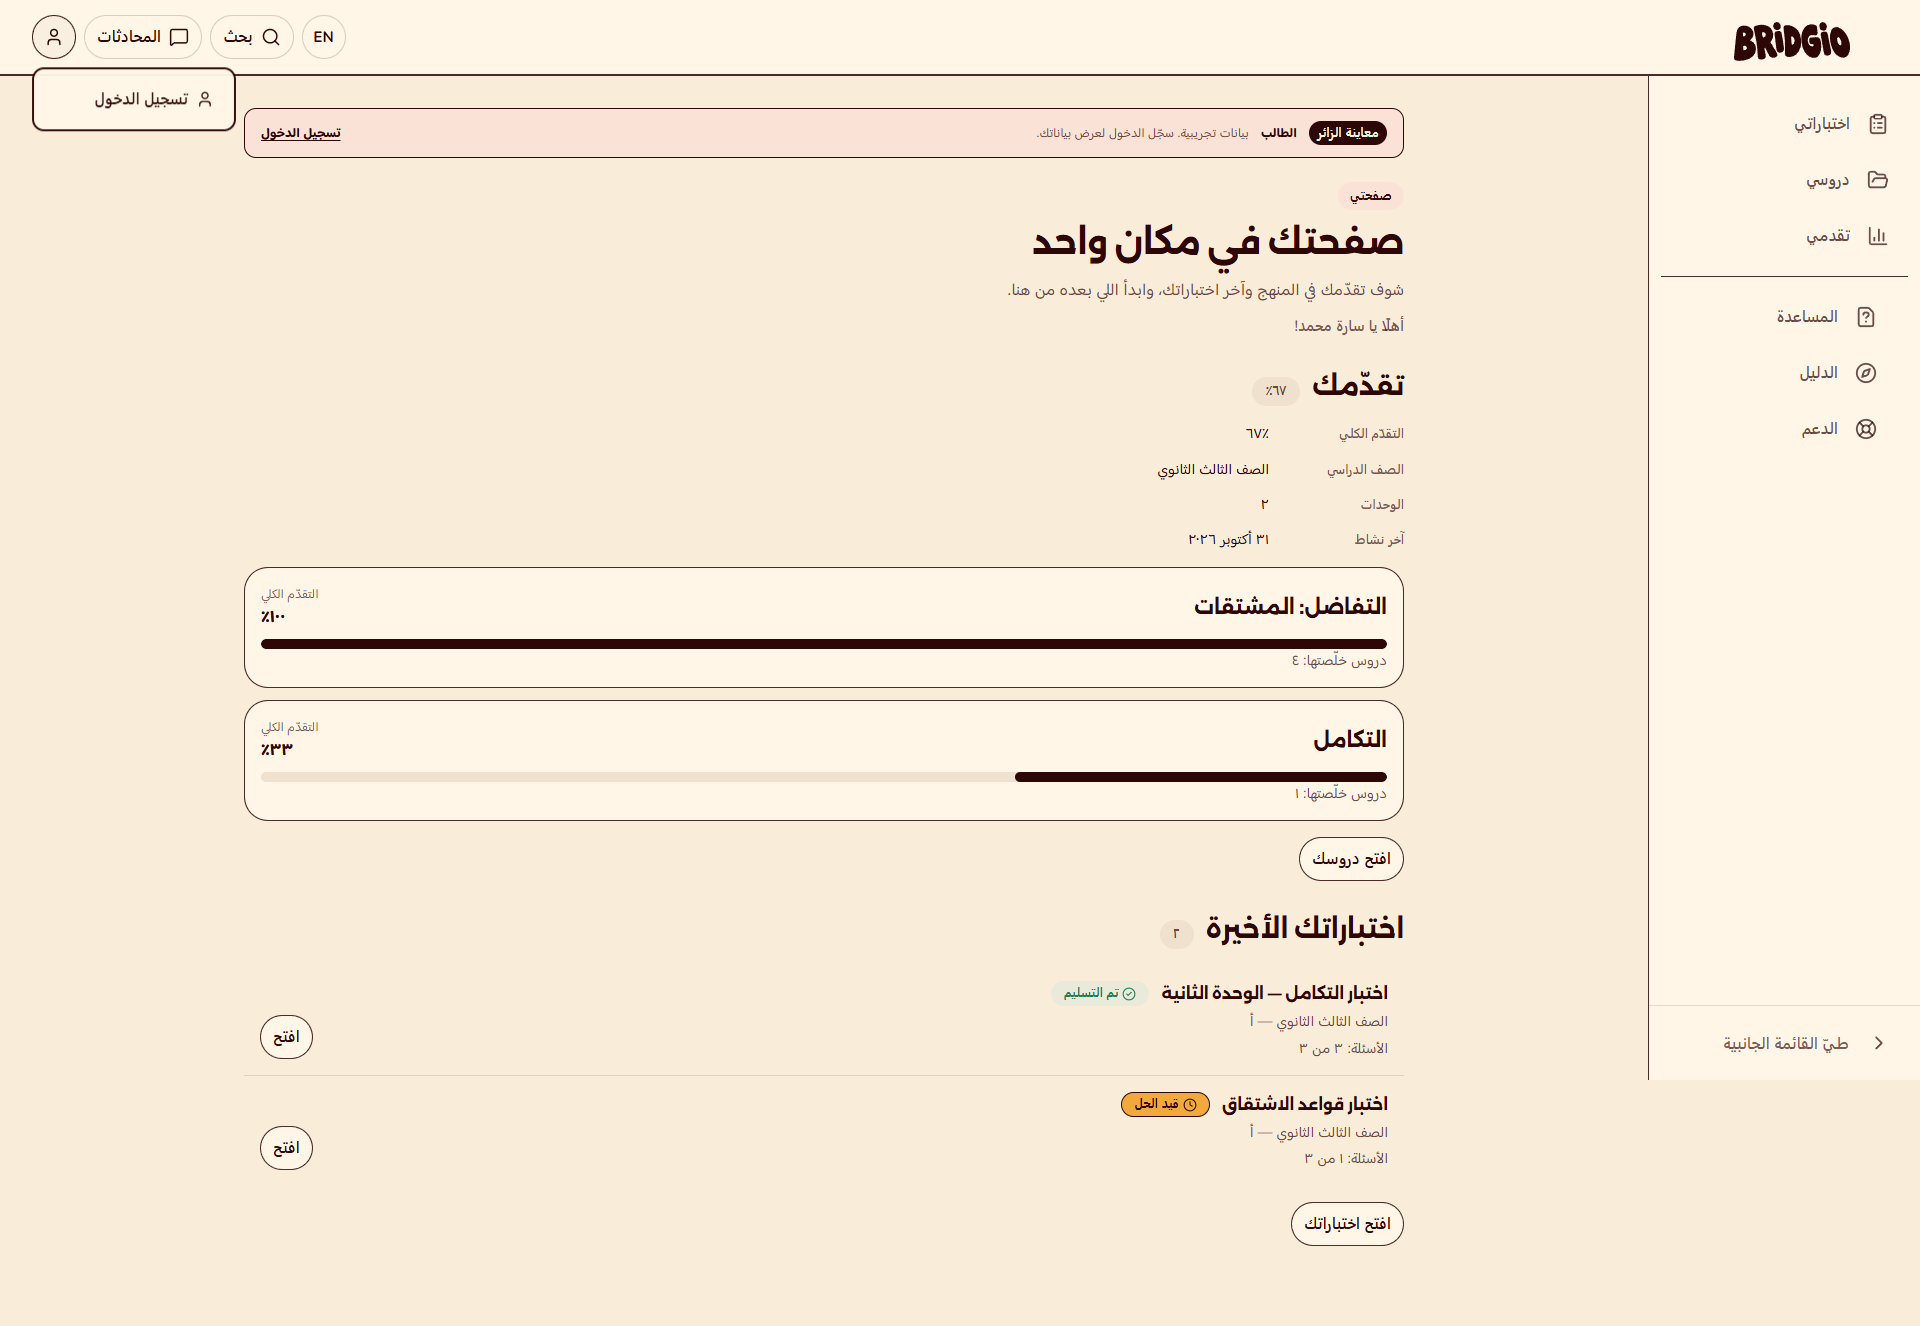 BRiDGiO
EN
بحث
المحادثات
تسجيل الدخول
اختباراتي
دروسي
تقدمي
المساعدة
الدليل
الدعم
طيّ القائمة الجانبية
معاينة الزائر الطالب بيانات تجريبية. سجّل الدخول لعرض بياناتك. تسجيل الدخول
صفحتي
صفحتك في مكان واحد
شوف تقدّمك في المنهج وآخر اختباراتك، وابدأ اللي بعده من هنا.
أهلًا يا سارة محمد!
تقدّمك ٦٧٪
التقدّم الكلي ٦٧٪
الصف الدراسي الصف الثالث الثانوي
الوحدات ٢
آخر نشاط ٣١ أكتوبر ٢٠٢٦
التفاضل: المشتقات
التقدّم الكلي
١٠٠٪
دروس خلّصتها: ٤
التكامل
التقدّم الكلي
٣٣٪
دروس خلّصتها: ١
افتح دروسك
اختباراتك الأخيرة ٢
اختبار التكامل — الوحدة الثانية تم التسليم
الصف الثالث الثانوي — أ
الأسئلة: ٣ من ٣
افتح
اختبار قواعد الاشتقاق قيد الحل
الصف الثالث الثانوي — أ
الأسئلة: ١ من ٣
افتح
افتح اختباراتك